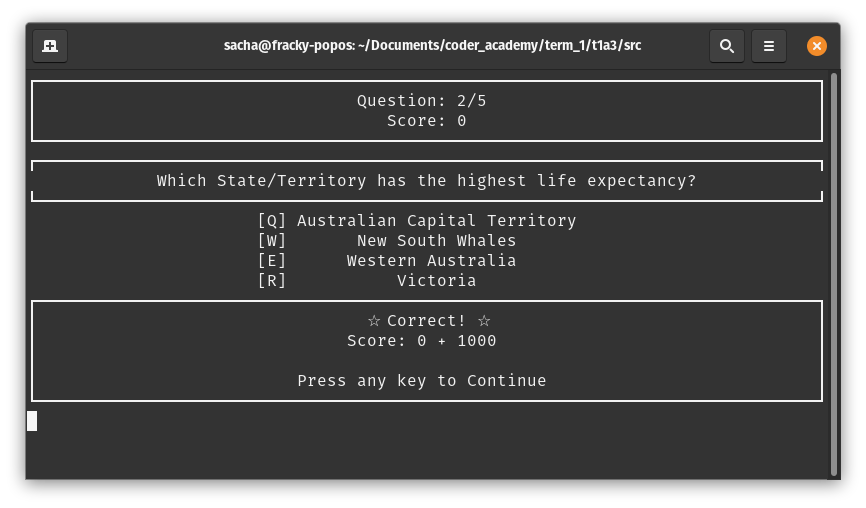 sacha@fracky-popos: ~/Documents/coder_academy/term_1/t1a3/src
Question: 2/5
Score: 0
Which State/Territory has the highest life expectancy?
[Q] Australian Capital Territory
[W] New South Whales
[E] Western Australia
[R] Victoria
☆ Correct! ☆
Score: 0 + 1000
Press any key to Continue